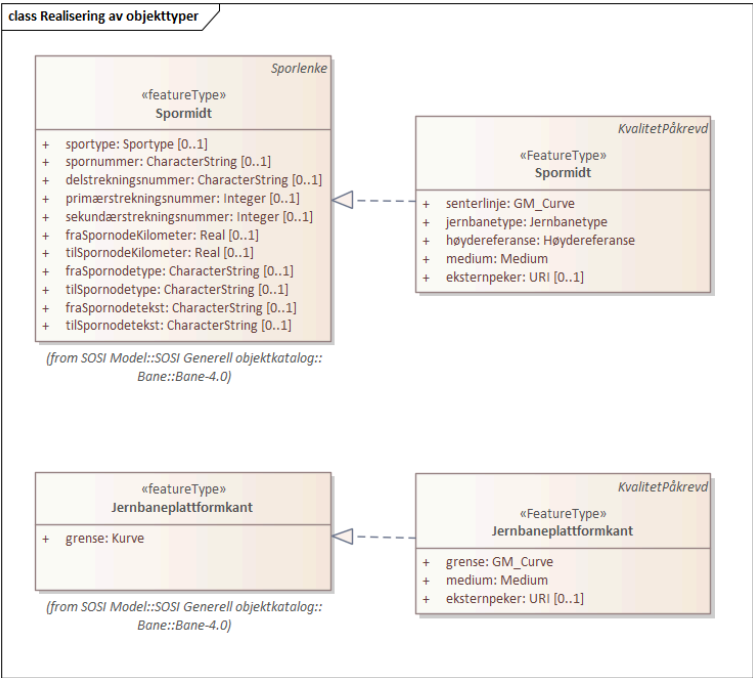 class Realisering av objekttyper
Sporlenke
«featureType»
Spormidt
+ sportype: Sportype [0..1]
+ spornummer: CharacterString [0..1]
+ delstrekningsnummer: CharacterString [0..1]
+ primærstrekningsnummer: Integer [0..1]
+ sekundærstrekningsnummer: Integer [0..1]
+ fraSpornodeKilometer: Real [0..1]
+ tilSpornodeKilometer: Real [0..1]
+ fraSpornodetype: CharacterString [0..1]
+ tilSpornodetype: CharacterString [0..1]
+ fraSpornodetekst: CharacterString [0..1]
+ tilSpornodetekst: CharacterString [0..1]
(from SOSI Model::SOSI Generell objektkatalog::
Bane::Bane-4.0)
KvalitetPåkrevd
«FeatureType»
Spormidt
+ senterlinje: GM_Curve
+ jernbanetype: Jernbanetype
+ høydereferanse: Høydereferanse
+ medium: Medium
+ eksternpeker: URI [0..1]
«featureType»
Jernbaneplattformkant
+ grense: Kurve
(from SOSI Model::SOSI Generell objektkatalog::
Bane::Bane-4.0)
KvalitetPåkrevd
«FeatureType»
Jernbaneplattformkant
+ grense: GM_Curve
+ medium: Medium
+ eksternpeker: URI [0..1]